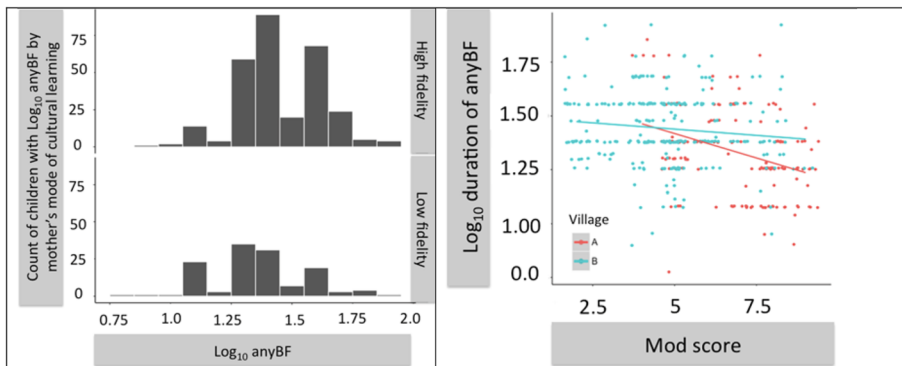 Count of children with Log10 anyBF by
mother's mode of cultural learning
75
50
25
0
High fidelity
75
50
25
0
Low fidelity
0.75 1.0 1.25 1.5 1.75 2.0
Log10 anyBF
Log10 duration of anyBF
1.75
1.50
1.25
1.00
0.0
Village
A
B
2.5 5 7.5
Mod score